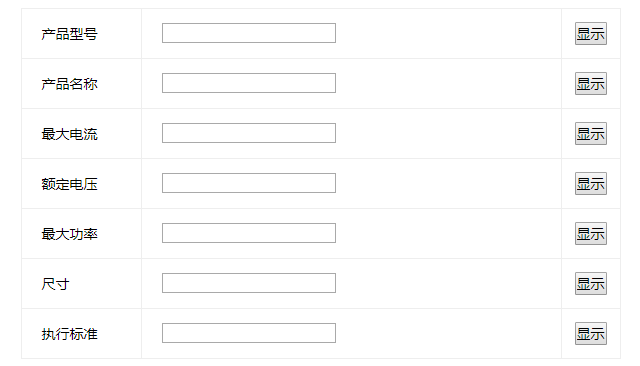 产品型号 显示
产品名称 显示
最大电流 显示
额定电压 显示
最大功率 显示
尺寸 显示
执行标准 显示